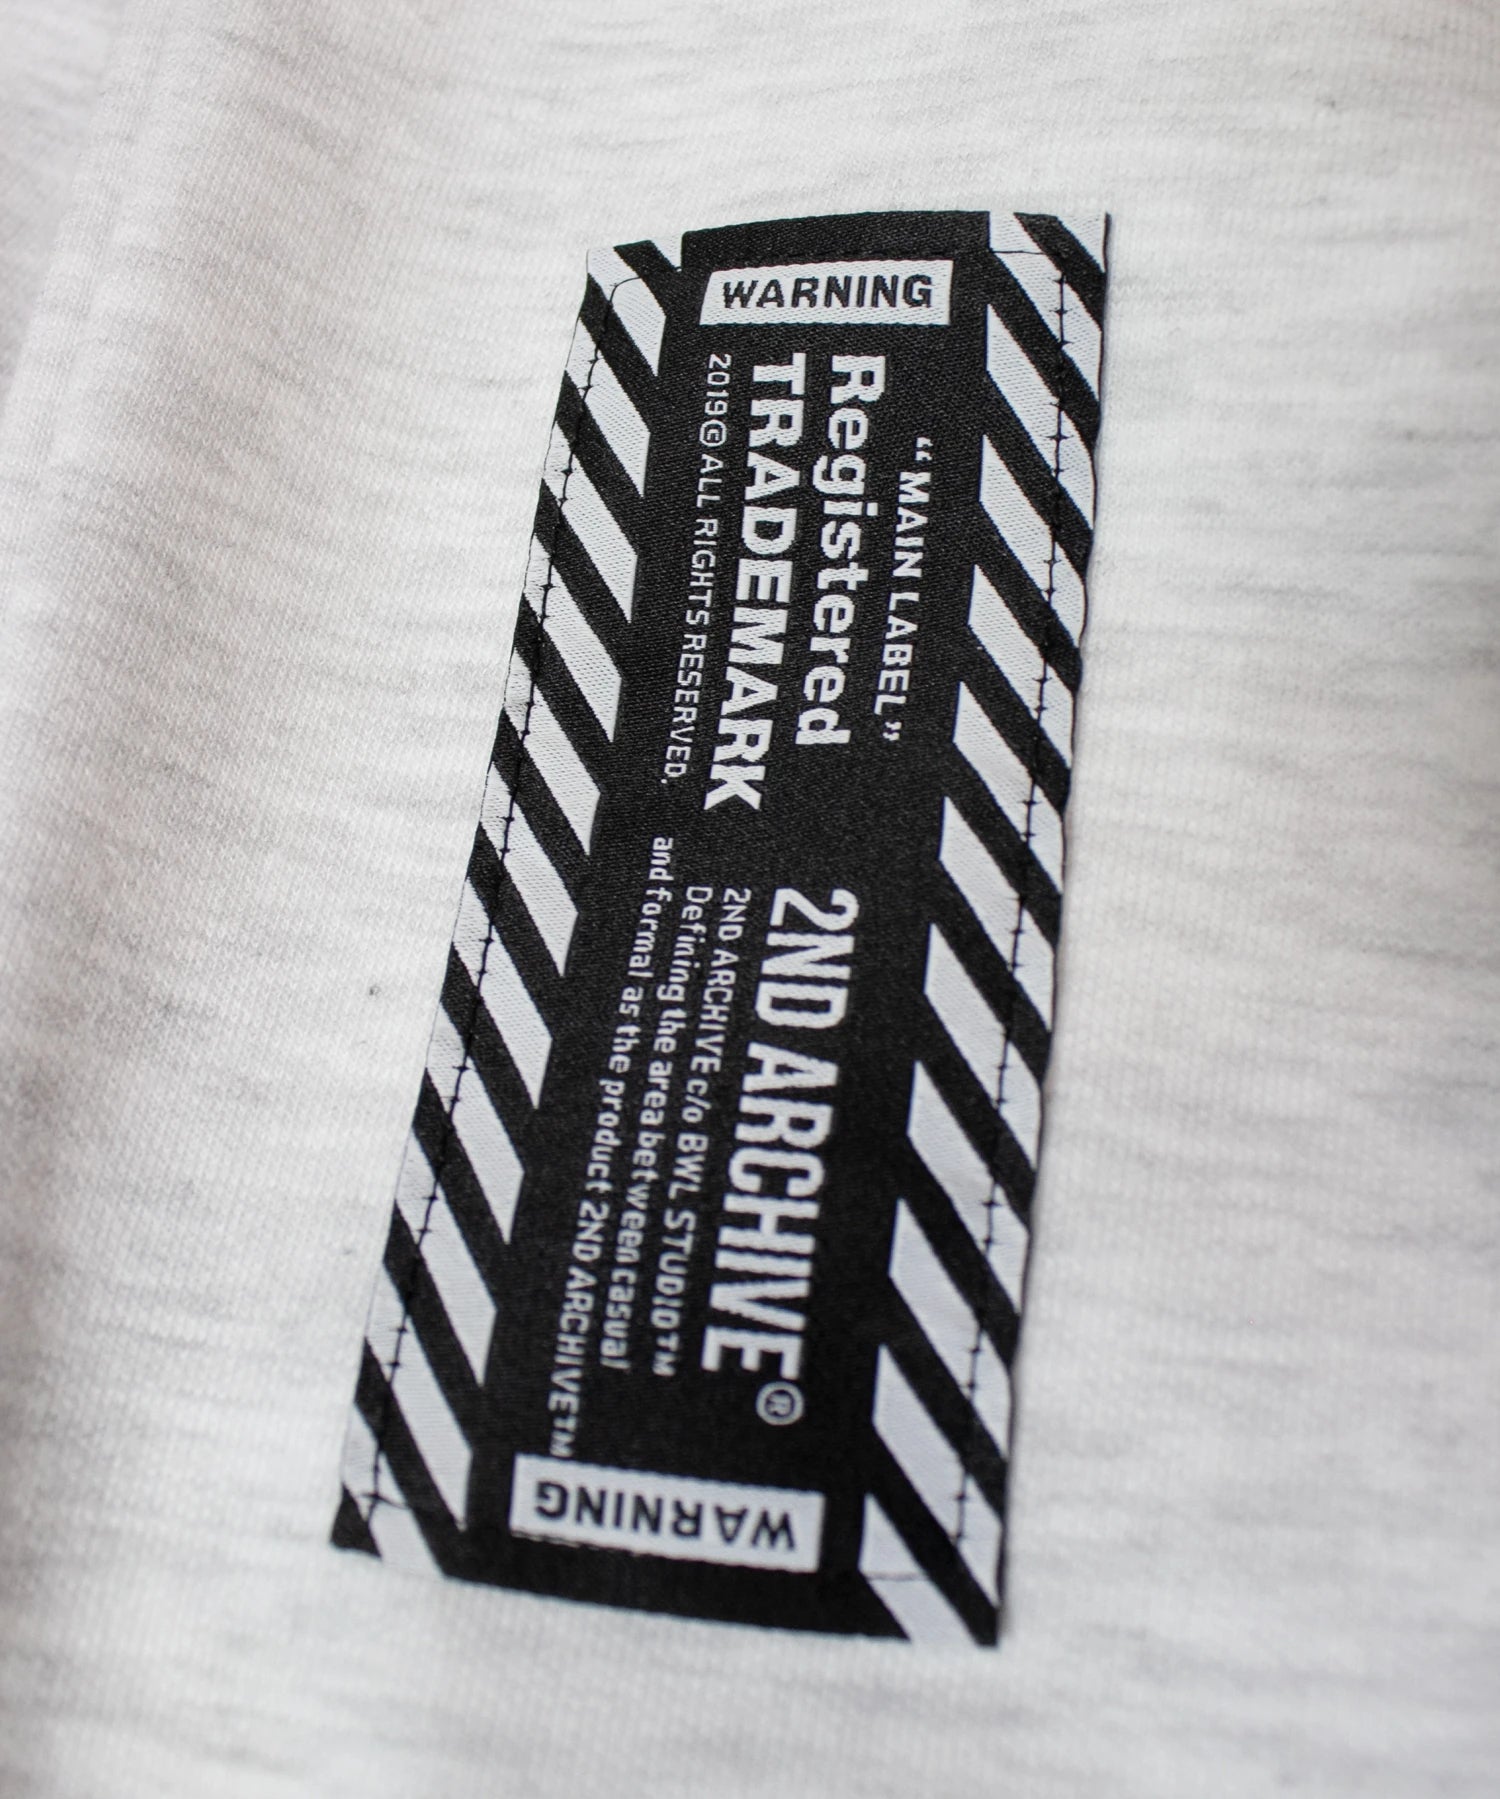 WARNING
“MAIN LABEL”
Registered
TRADEMARK
2019 © ALL RIGHTS RESERVED.
2ND ARCHIVE®
2ND ARCHIVE c/o BWL STUDIO™
Defining the area between casual
and formal as the product 2ND ARCHIVE™
WARNING